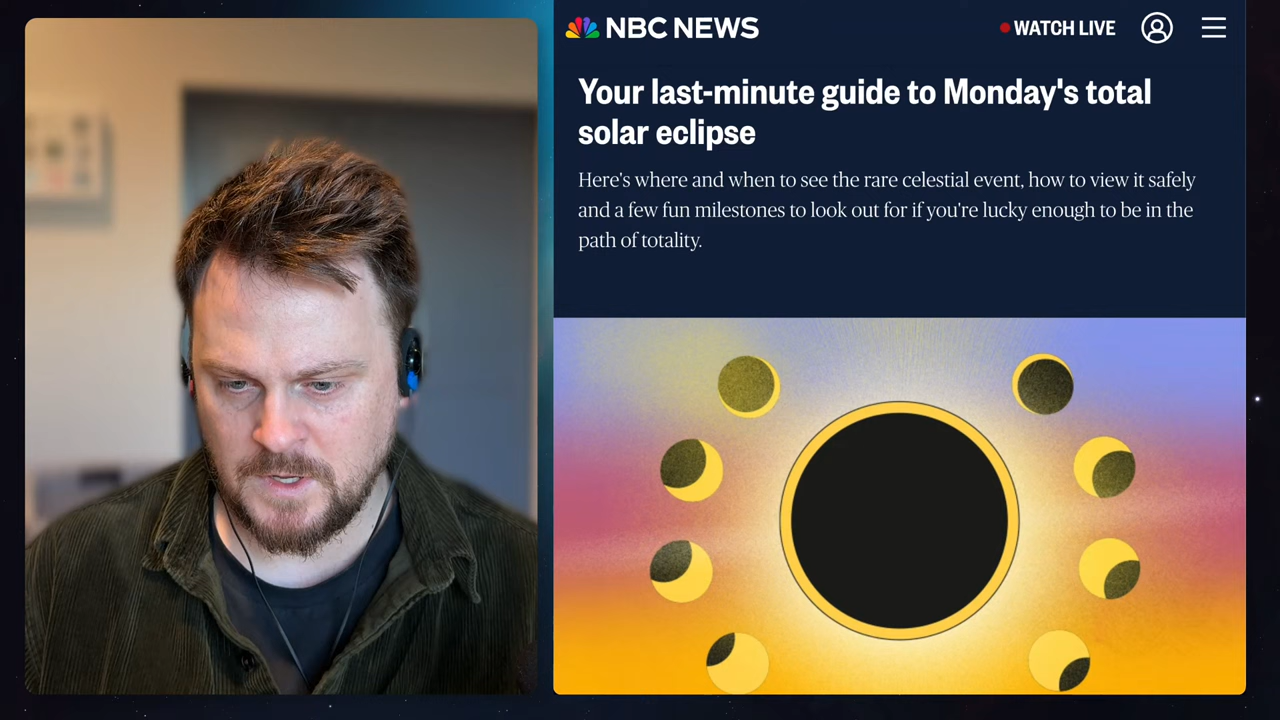 NBC NEWS
WATCH LIVE
Your last-minute guide to Monday's total
solar eclipse
Here's where and when to see the rare celestial event, how to view it safely
and a few fun milestones to look out for if you're lucky enough to be in the
path of totality.